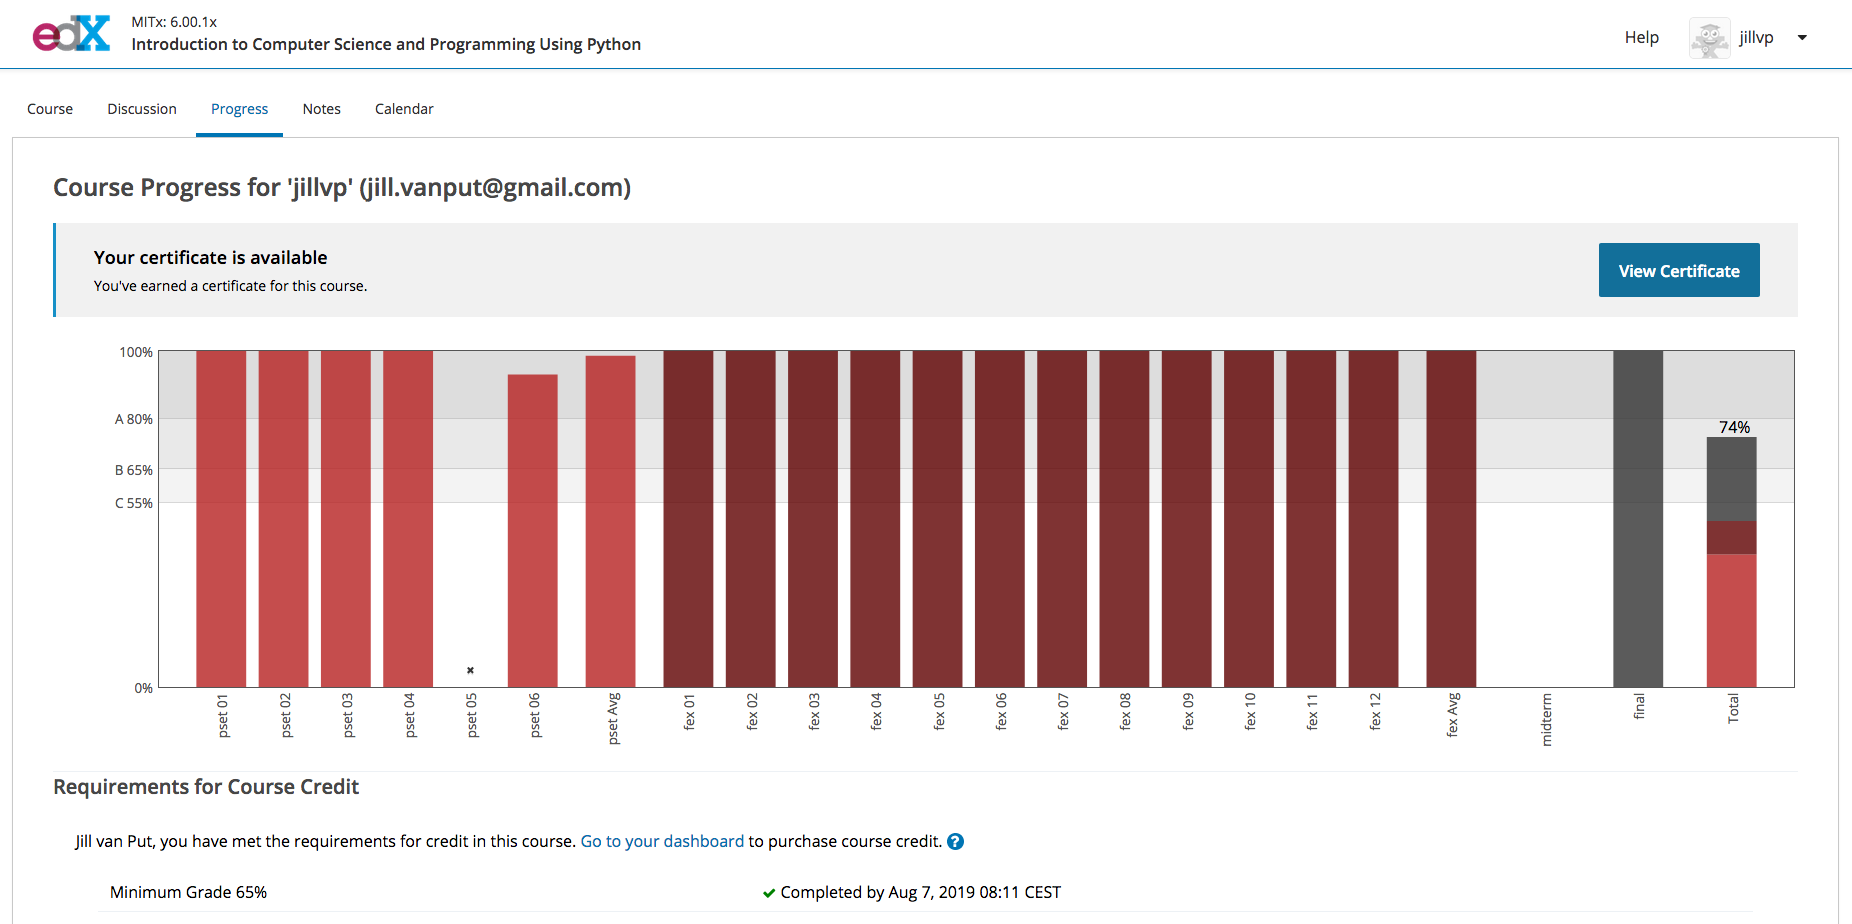 edX
MITx: 6.00.1x
Introduction to Computer Science and Programming Using Python
Help
jillvp
Course
Discussion
Progress
Notes
Calendar
Course Progress for 'jillvp' (jill.vanput@gmail.com)
Your certificate is available
You've earned a certificate for this course.
View Certificate
100%
A 80%
B 65%
C 55%
0%
74%
pset 01
pset 02
pset 03
pset 04
pset 05
pset 06
pset Avg
fex 01
fex 02
fex 03
fex 04
fex 05
fex 06
fex 07
fex 08
fex 09
fex 10
fex 11
fex 12
fex Avg
midterm
final
Total
Requirements for Course Credit
Jill van Put, you have met the requirements for credit in this course. Go to your dashboard to purchase course credit. ?
Minimum Grade 65%
Completed by Aug 7, 2019 08:11 CEST